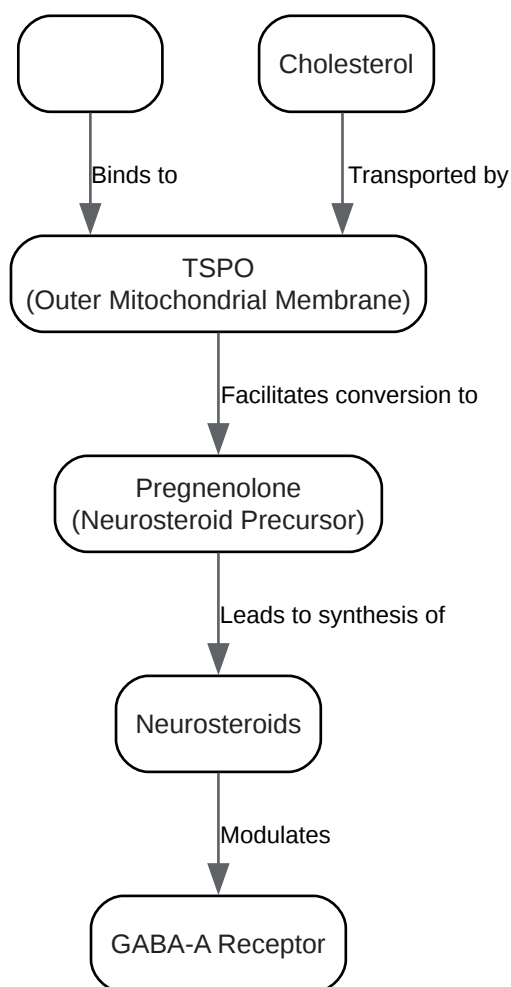 Cholesterol
Binds to
Transported by
TSPO
(Outer Mitochondrial Membrane)
Facilitates conversion to
Pregnenolone
(Neurosteroid Precursor)
Leads to synthesis of
Neurosteroids
Modulates
GABA-A Receptor